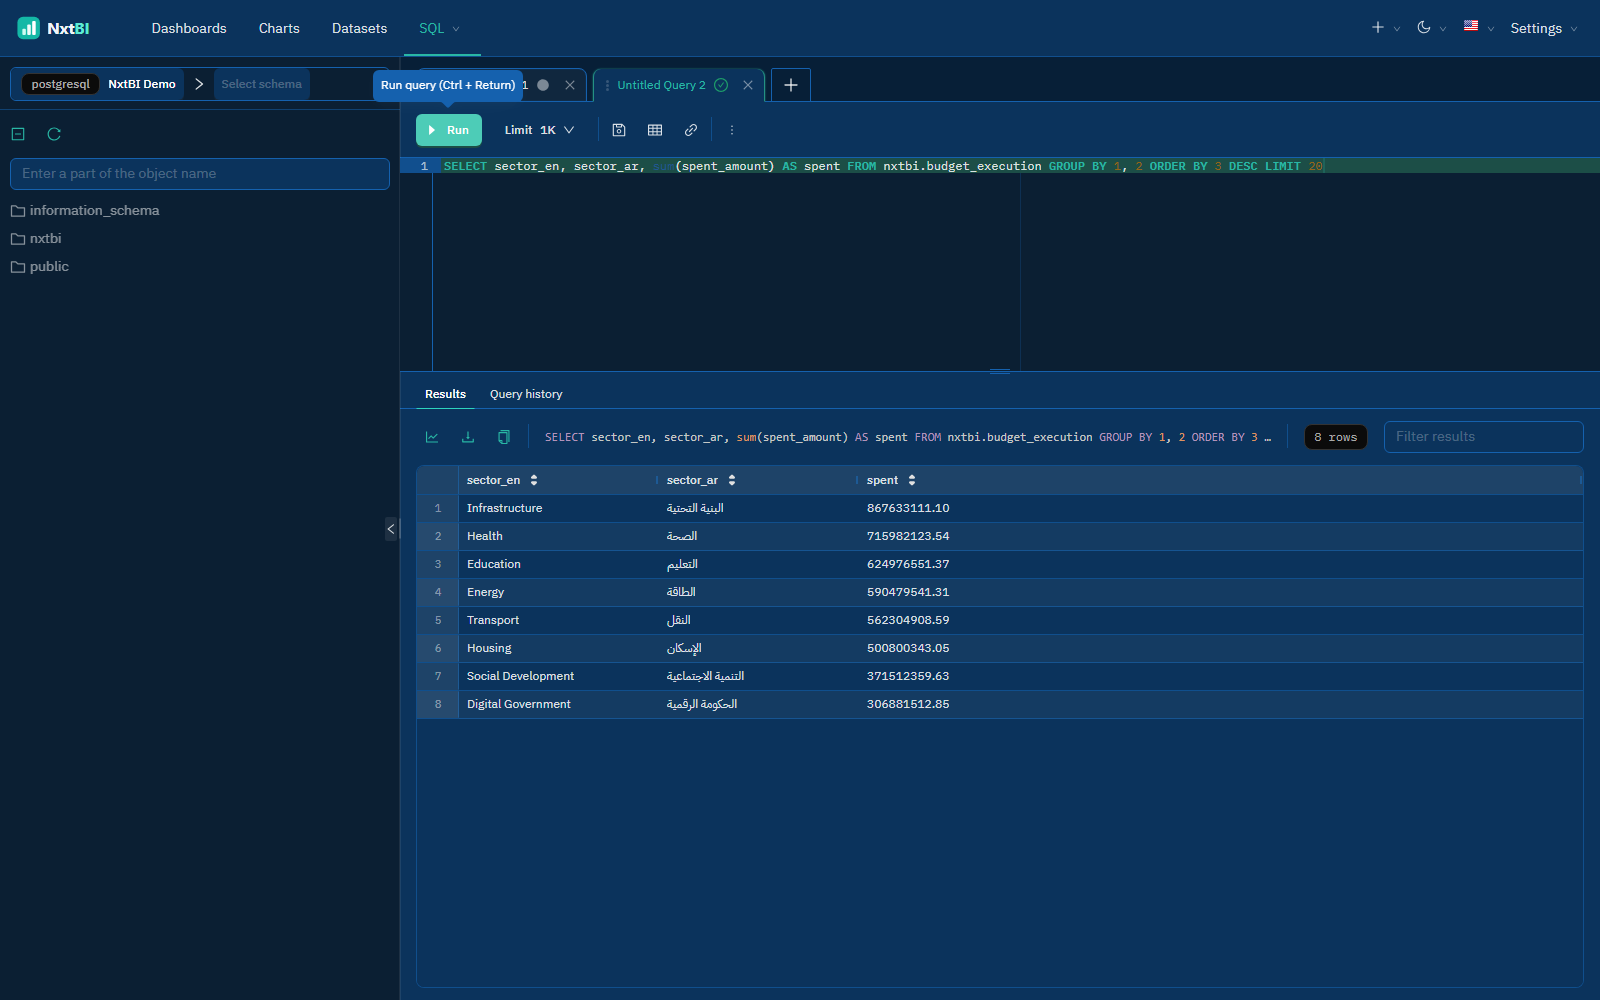 NxtBI Dashboards Charts Datasets SQL Settings
postgresql NxtBI Demo Select schema
Run query (Ctrl + Return) 1 Untitled Query 2
Run Limit 1K
Enter a part of the object name
information_schema
nxtbi
public
1 SELECT sector_en, sector_ar, sum(spent_amount) AS spent FROM nxtbi.budget_execution GROUP BY 1, 2 ORDER BY 3 DESC LIMIT 20
Results Query history
SELECT sector_en, sector_ar, sum(spent_amount) AS spent FROM nxtbi.budget_execution GROUP BY 1, 2 ORDER BY 3 … 8 rows Filter results
sector_en sector_ar spent
1 Infrastructure البنية التحتية 867633111.10
2 Health الصحة 715982123.54
3 Education التعليم 624976551.37
4 Energy الطاقة 590479541.31
5 Transport النقل 562304908.59
6 Housing الإسكان 500800343.05
7 Social Development التنمية الاجتماعية 371512359.63
8 Digital Government الحكومة الرقمية 306881512.85